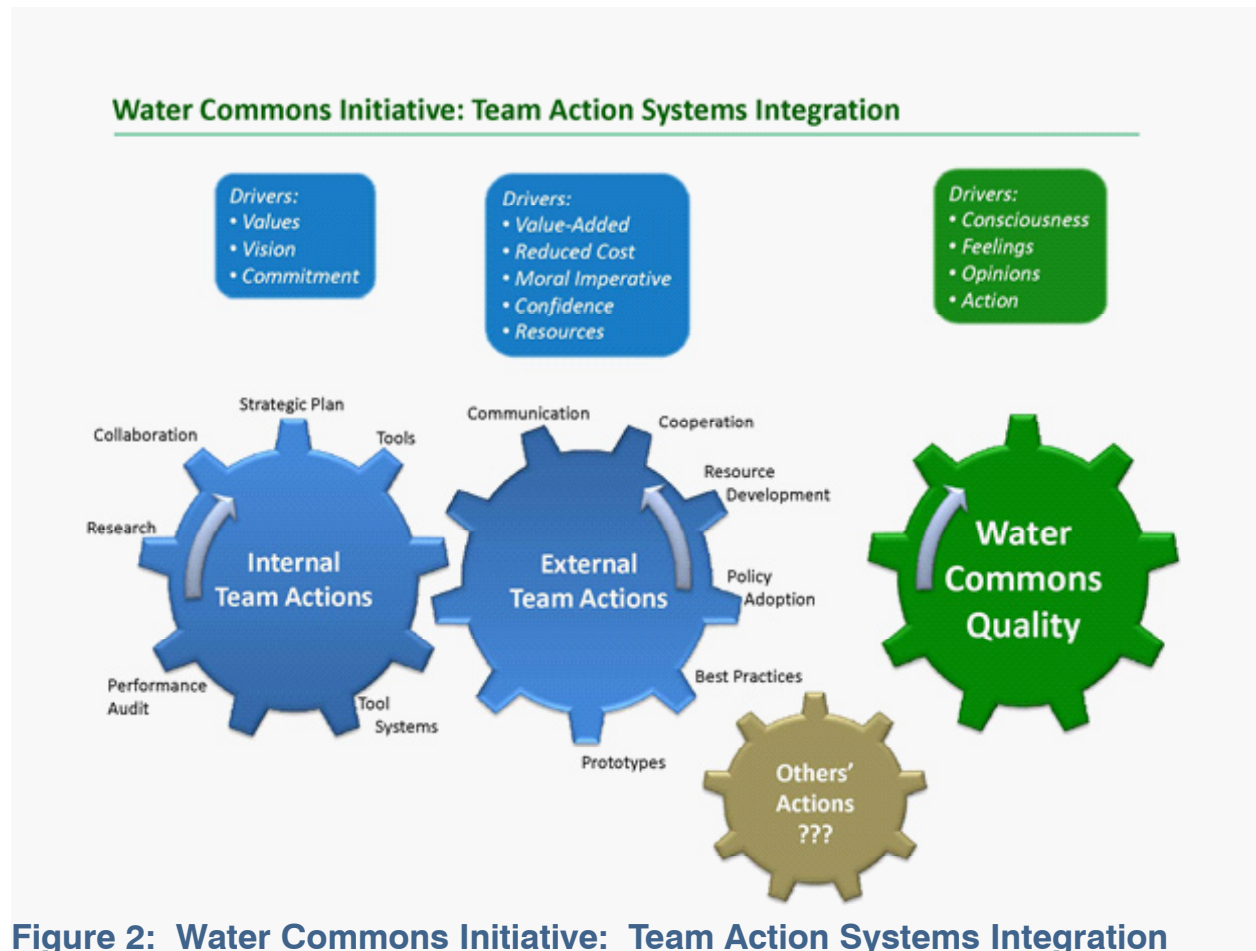 Water Commons Initiative: Team Action Systems Integration
Drivers:
• Values
• Vision
• Commitment
Drivers:
• Value-Added
• Reduced Cost
• Moral Imperative
• Confidence
• Resources
Drivers:
• Consciousness
• Feelings
• Opinions
• Action
Strategic Plan
Collaboration
Tools
Research
Internal
Team Actions
Performance
Audit
Tool
Systems
Communication
Cooperation
Resource
Development
External
Team Actions
Policy
Adoption
Best Practices
Prototypes
Others’
Actions
???
Water
Commons
Quality
Figure 2: Water Commons Initiative: Team Action Systems Integration